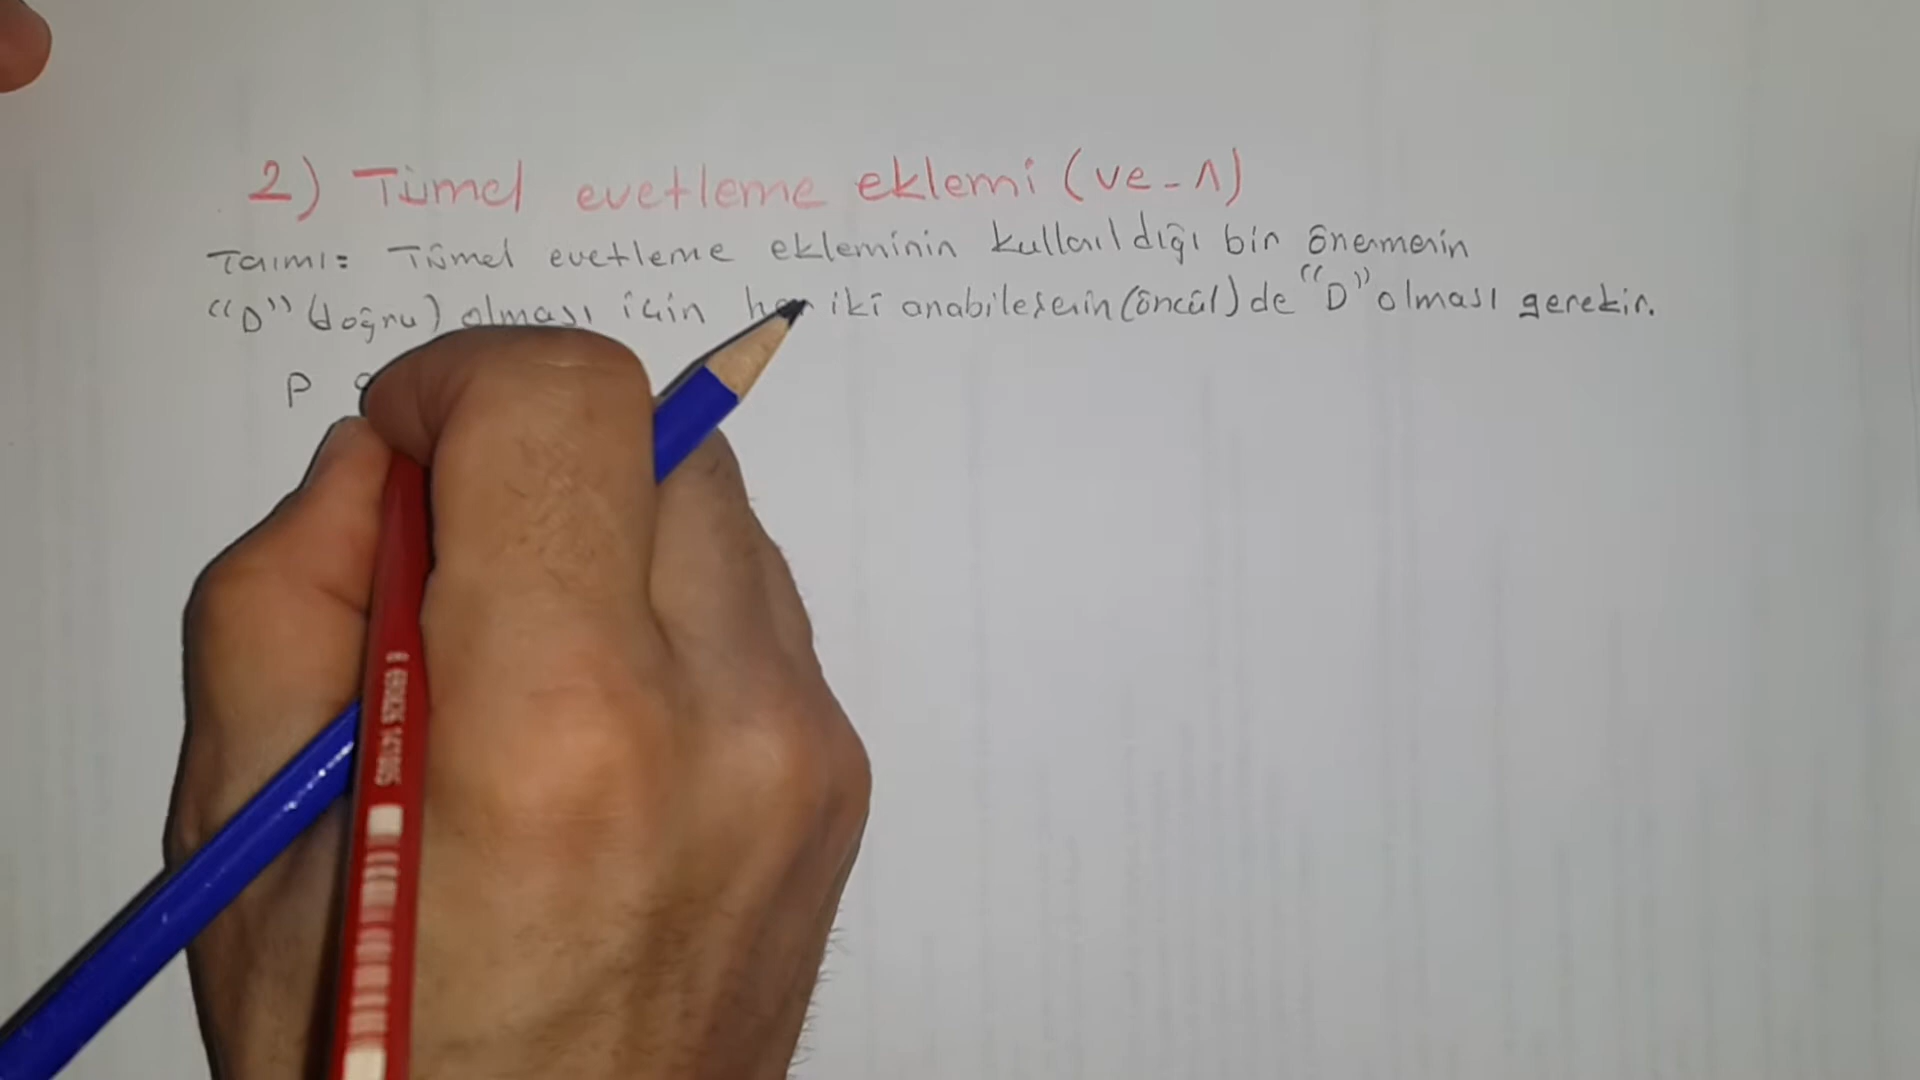 2) Tümel evetleme eklemi (ve-Λ)
Tanımı: Tümel evetleme ekleminin kullanıldığı bir önermenin
"D" (doğru) olması için her iki anabileşenin (öncül) de "D" olması gerekir.
P